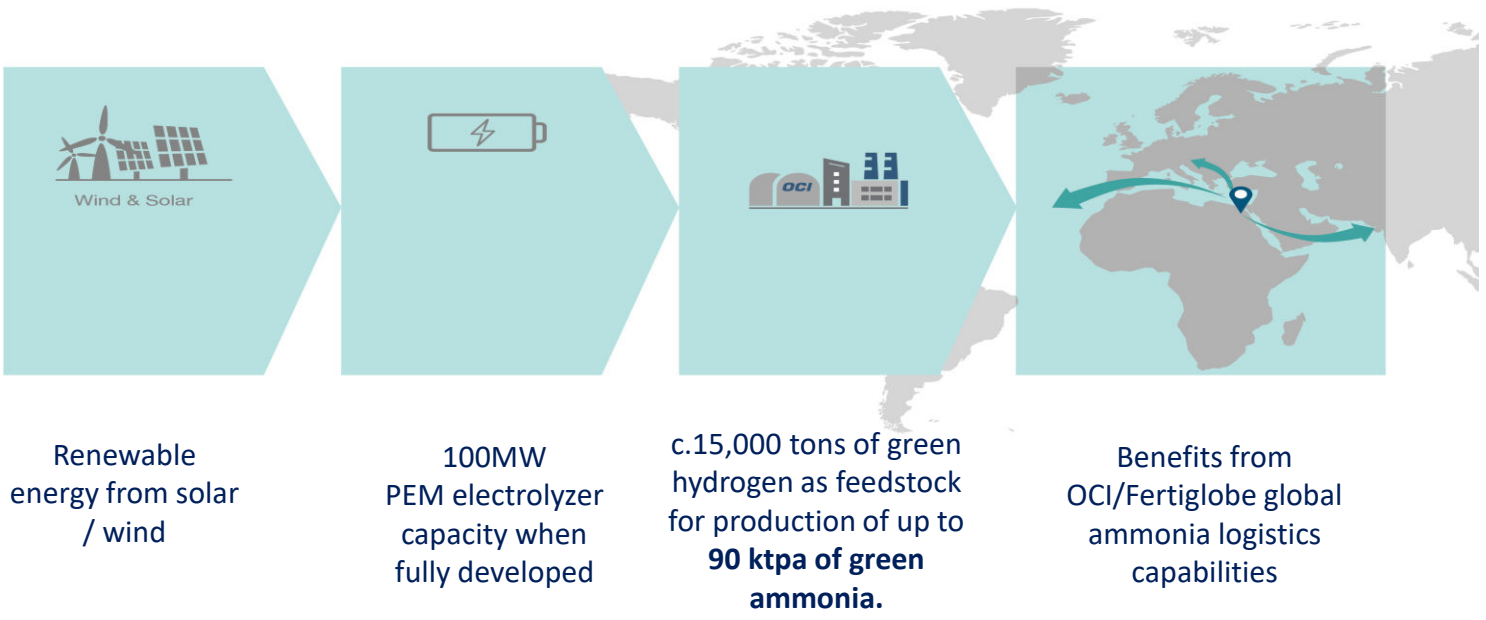 Wind & Solar
OCI
Renewable
energy from solar
/ wind
100MW
PEM electrolyzer
capacity when
fully developed
c.15,000 tons of green
hydrogen as feedstock
for production of up to
90 ktpa of green
ammonia.
Benefits from
OCI/Fertiglobe global
ammonia logistics
capabilities